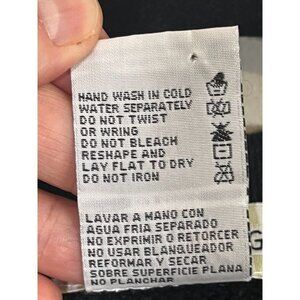 HAND WASH IN COLD
WATER SEPARATELY
DO NOT TWIST
OR WRING
DO NOT BLEACH
RESHAPE AND
LAY FLAT TO DRY
DO NOT IRON
LAVAR A MANO CON
AGUA FRIA SEPARADO
NO EXPRIMIR O RETORCER
NO USAR BLANQUEADOR
REFORMAR Y SECAR
SOBRE SUPERFICIE PLANA
NO PLANCHAR
G